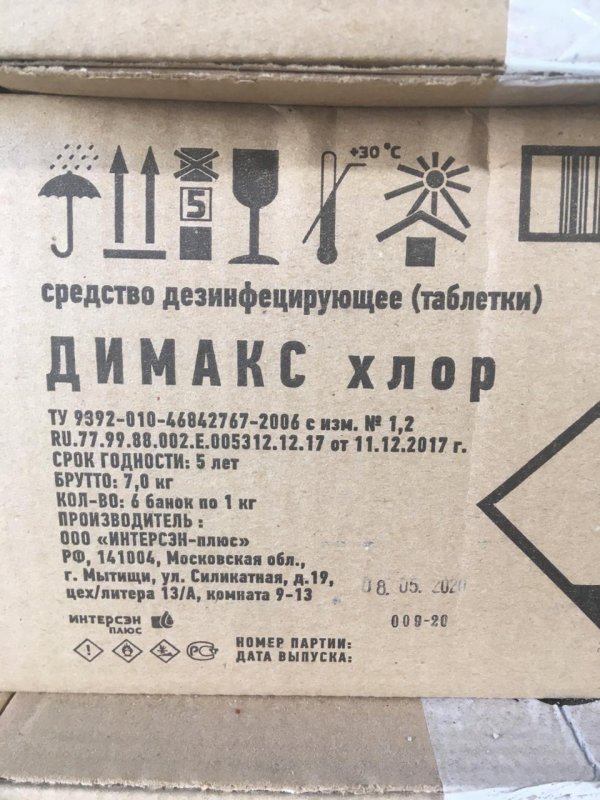 +30 °C
5
средство дезинфецирующее (таблетки)
ДИМАКС хлор
ТУ 9392-010-46842767-2006 с изм. № 1,2
RU.77.99.88.002.Е.005312.12.17 от 11.12.2017 г.
СРОК ГОДНОСТИ: 5 лет
БРУТТО: 7,0 кг
КОЛ-ВО: 6 банок по 1 кг
ПРОИЗВОДИТЕЛЬ :
ООО «ИНТЕРСЭН-плюс»
РФ, 141004, Московская обл.,
г. Мытищи, ул. Силикатная, д.19,
цех/литера 13/А, комната 9-13
08. 05. 2020
009-20
ИНТЕРСЭН
ПЛЮС
РСТ
НОМЕР ПАРТИИ:
ДАТА ВЫПУСКА: